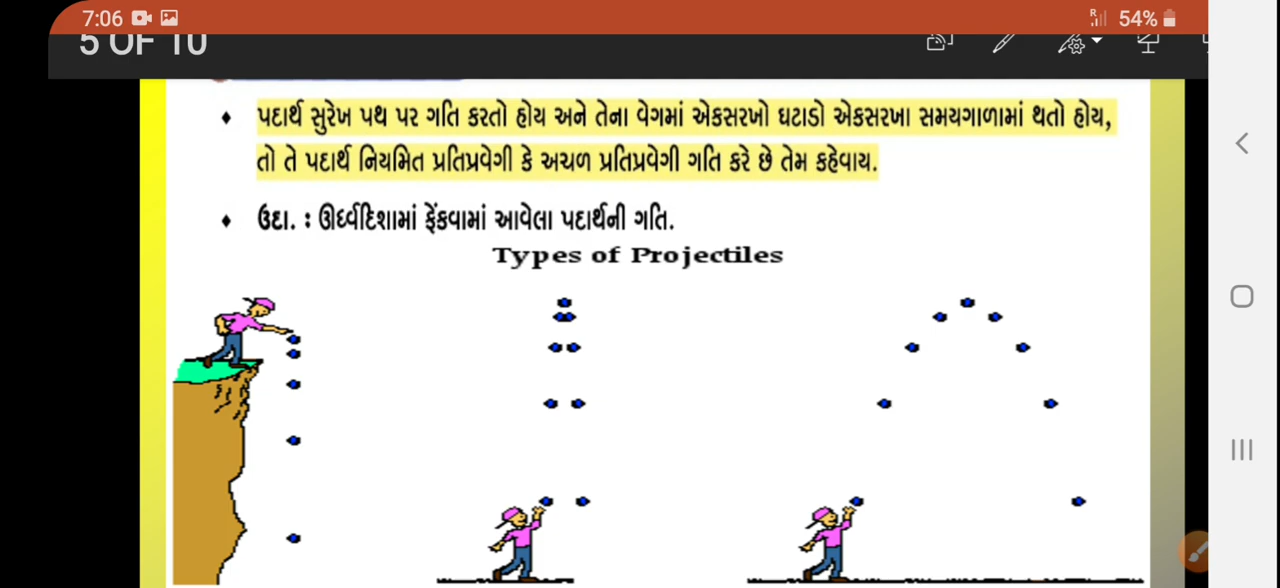 7:06
R
54%
5 OF 10
પદાર્થ સુરેખ પથ પર ગતિ કરતો હોય અને તેના વેગમાં એકસરખો ઘટાડો એકસરખા સમયગાળામાં થતો હોય,
તો તે પદાર્થ નિયમિત પ્રતિપ્રવેગી કે અચળ પ્રતિપ્રવેગી ગતિ કરે છે તેમ કહેવાય.
ઉદા. : ઊર્ધ્વદિશામાં ફેંકવામાં આવેલા પદાર્થની ગતિ.
Types of Projectiles